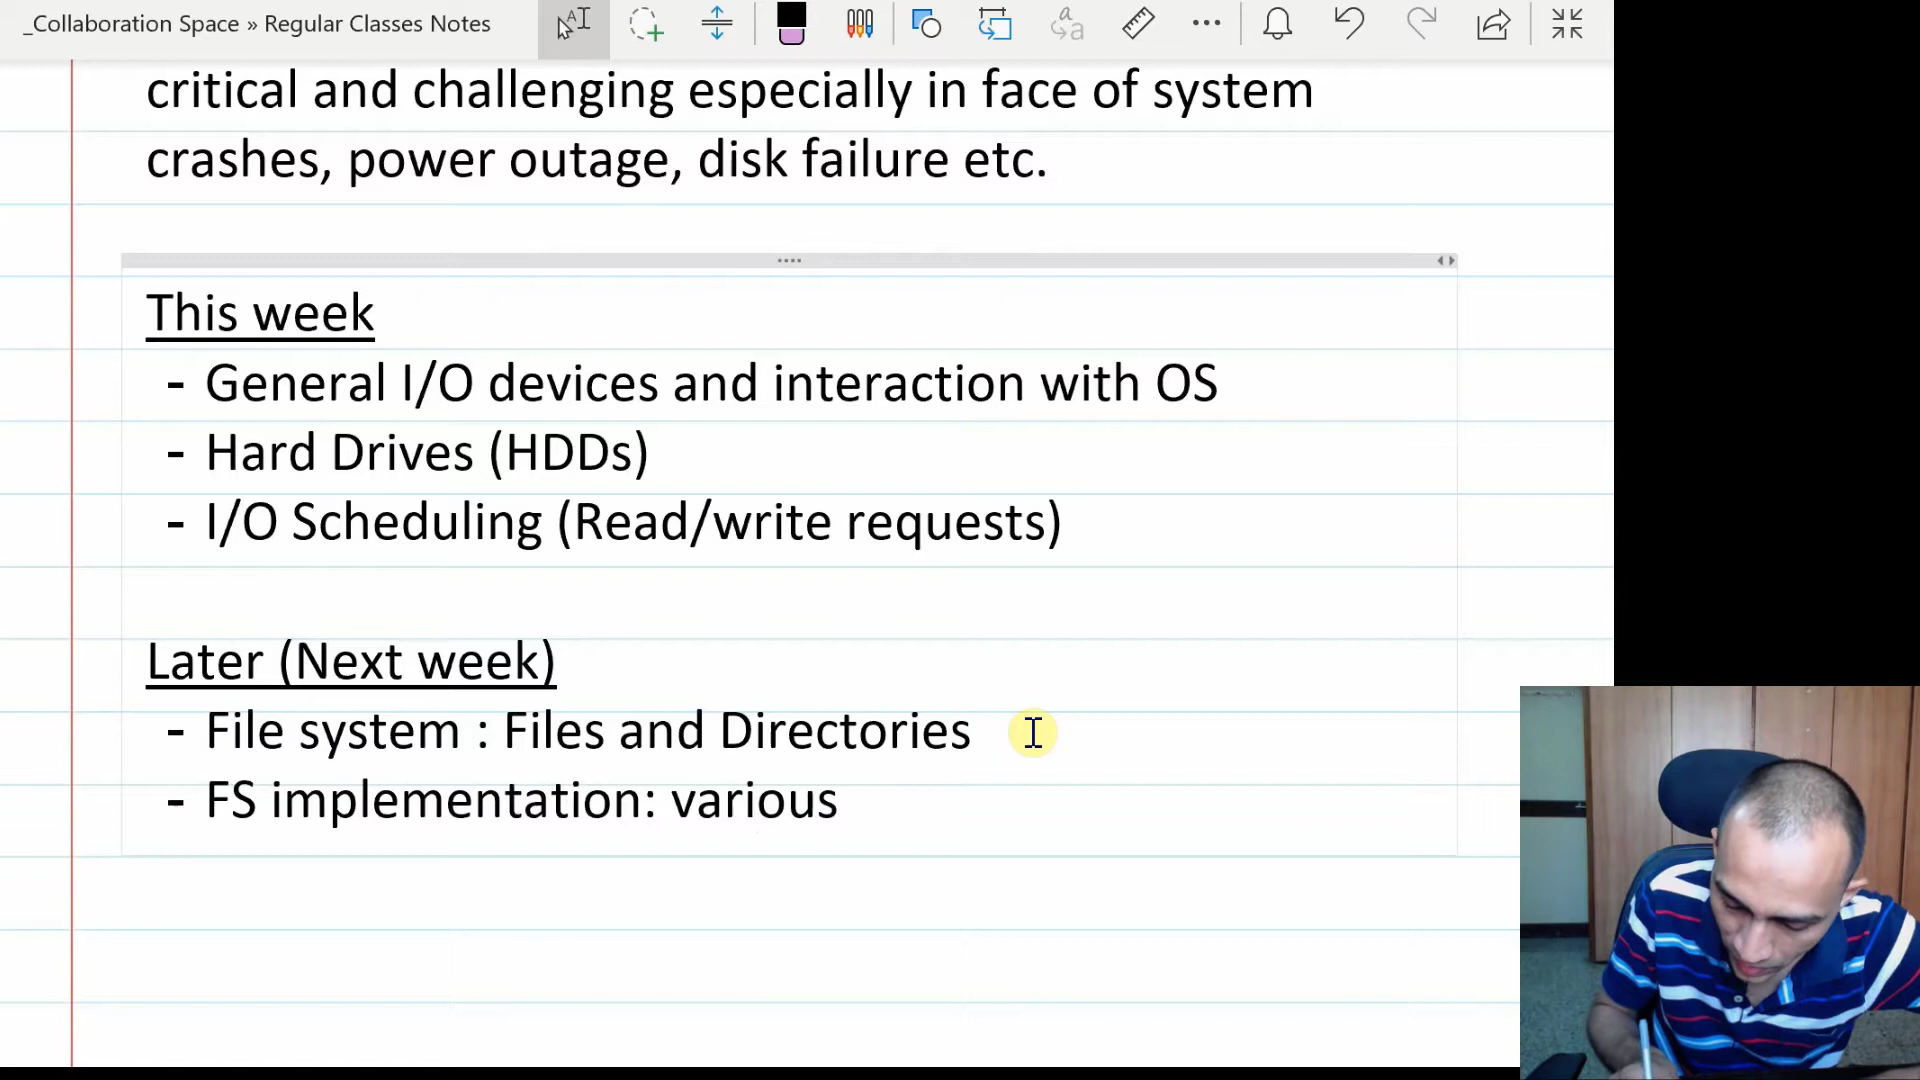 _Collaboration Space » Regular Classes Notes
critical and challenging especially in face of system
crashes, power outage, disk failure etc.
This week
- General I/O devices and interaction with OS
- Hard Drives (HDDs)
- I/O Scheduling (Read/write requests)
Later (Next week)
- File system : Files and Directories
- FS implementation: various